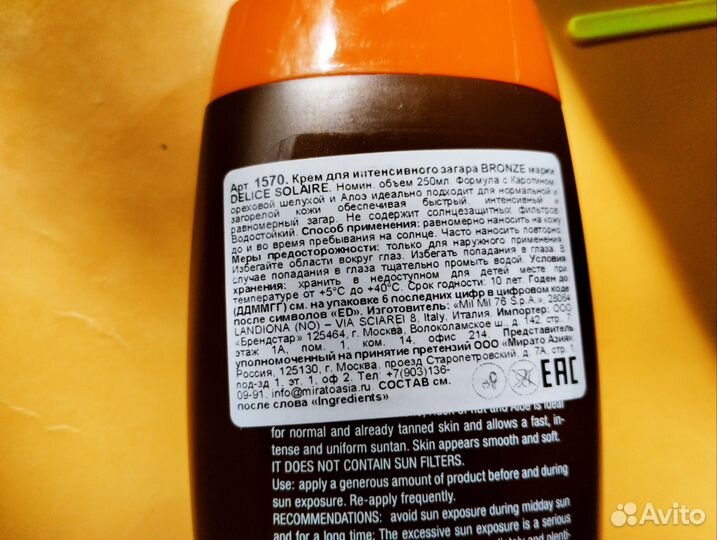 Арт. 1570. Крем для интенсивного загара BRONZE марки
DELICE SOLAIRE. Номин. объем 250мл. Формула с Каротином,
ореховой шелухой и Алоэ идеально подходит для нормальной и
загорелой кожи обеспечивая быстрый, интенсивный и
равномерный загар. Не содержит солнцезащитных фильтров.
Водостойкий. Способ применения: равномерно наносить на кожу
до и во время пребывания на солнце. Часто наносить повторно.
Меры предосторожности: только для наружного применения.
Избегайте области вокруг глаз. Избегать попадания в глаза. В
случае попадания в глаза тщательно промыть водой. Условия
хранения: хранить в недоступном для детей месте при
температуре от +5°C до +40°C. Срок годности: 10 лет. Годен до
(ДДММГГ) см. на упаковке 6 последних цифр в цифровом коде
после символов «ED». Изготовитель: «Mil Mil 76 S.p.A.», 28064
LANDIONA (NO) – VIA SCIAREI 8, Italy, Италия. Импортер: ООО
«Брендстар» 125464, г. Москва, Волоколамское ш., д. 142, стр. 1
этаж 1А, пом. 1, ком. 14, офис 214. Представитель
уполномоченный на принятие претензий ООО «Мирато Азия»,
Россия, 125130, г. Москва, проезд Старопетровский, д. 7А, стр. 1
под-зд 1, эт. 1, оф 2. Тел: +7(903)136-
09-91, info@miratoasia.ru. СОСТАВ см.
после слова «Ingredients»
EAC
of nut and Aloe is ideal
for normal and already tanned skin and allows a fast, in-
tense and uniform suntan. Skin appears smooth and soft.
IT DOES NOT CONTAIN SUN FILTERS.
Use: apply a generous amount of product before and during
sun exposure. Re-apply frequently.
RECOMMENDATIONS: avoid sun exposure during midday sun
and for a long time; The excessive sun exposure is a serious
Avito